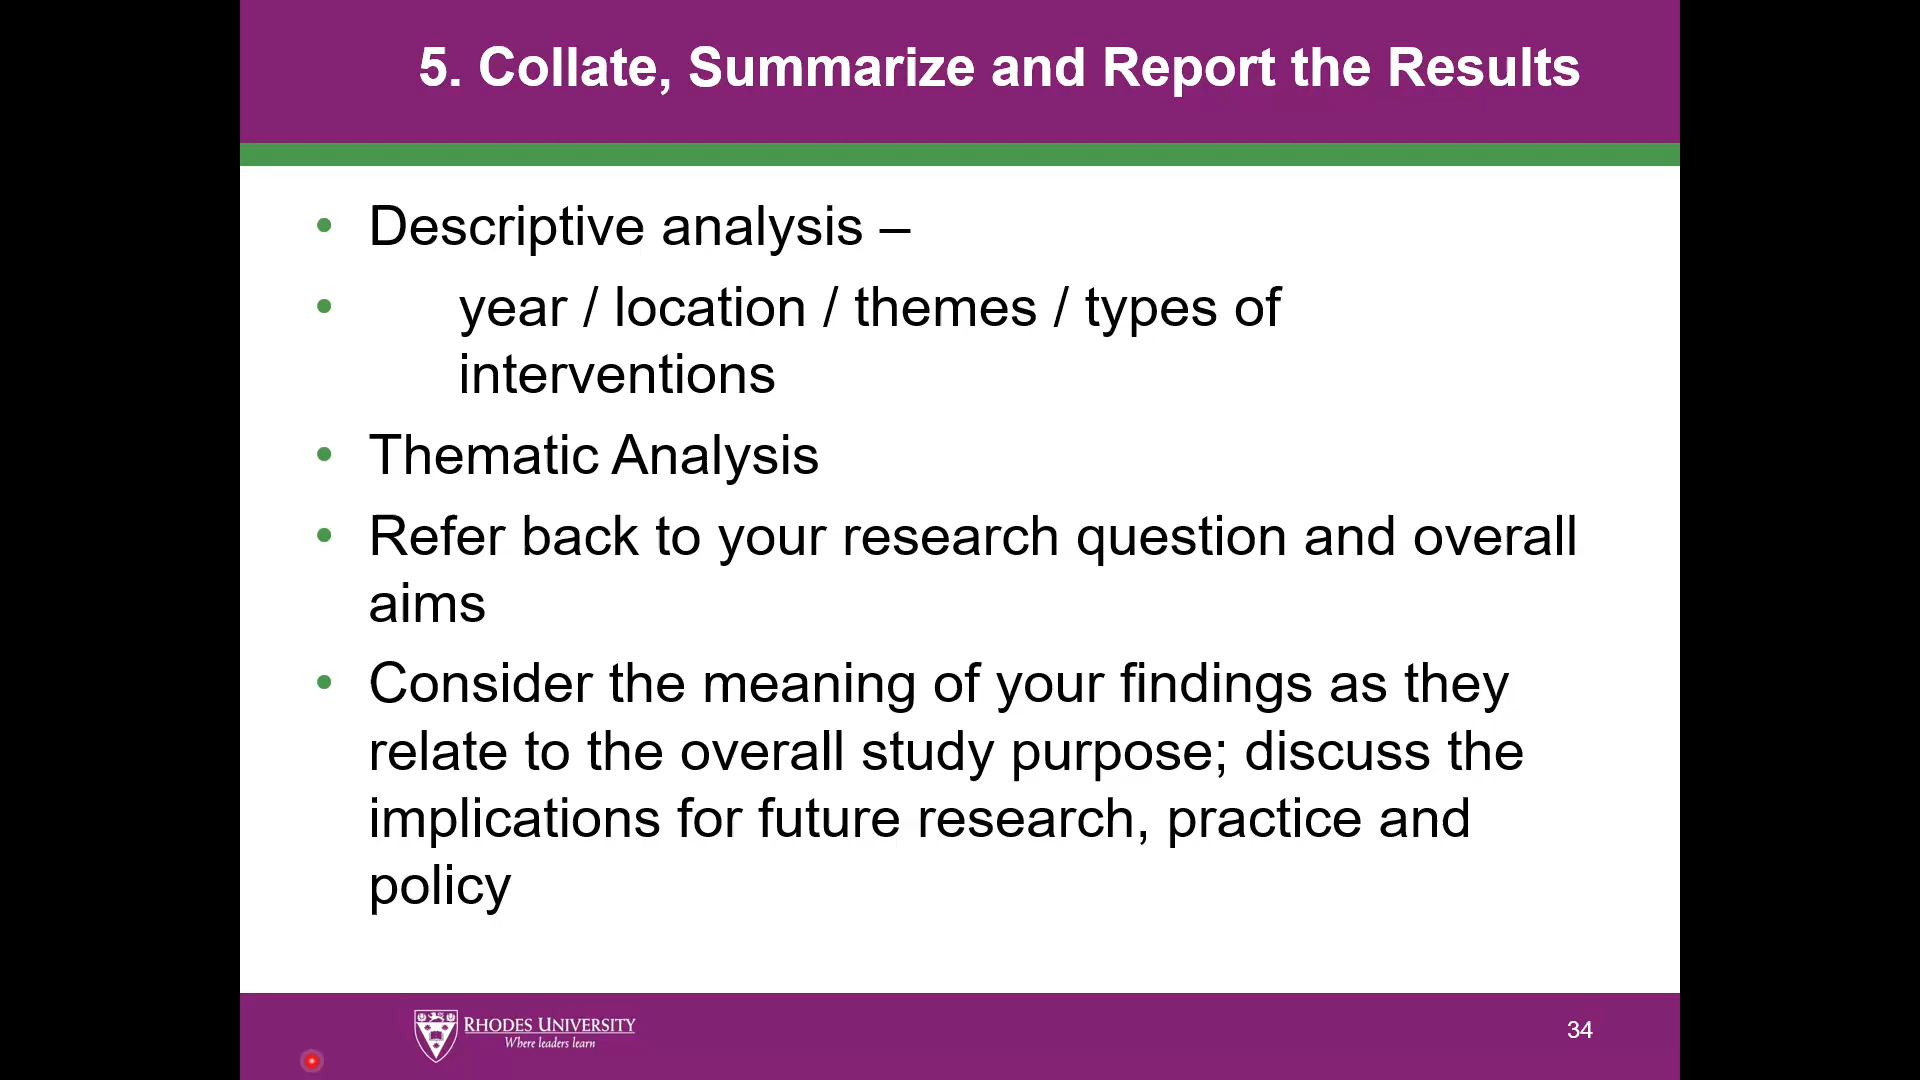 5. Collate, Summarize and Report the Results
• Descriptive analysis –
• year / location / themes / types of
interventions
• Thematic Analysis
• Refer back to your research question and overall
aims
• Consider the meaning of your findings as they
relate to the overall study purpose; discuss the
implications for future research, practice and
policy
RHODES UNIVERSITY
Where leaders learn
34